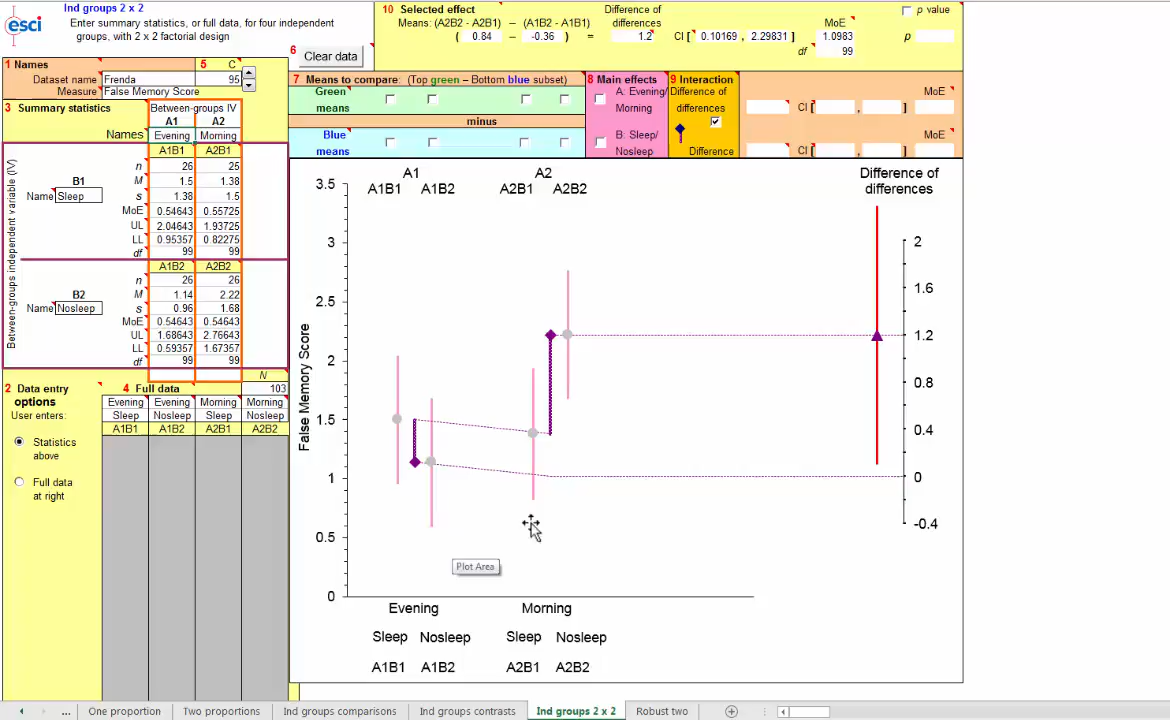 Ind groups 2 x 2
esci
Enter summary statistics, or full data, for four independent
groups, with 2 x 2 factorial design
10 Selected effect
Difference of
p value
Means: (A2B2 - A2B1) – (A1B2 - A1B1)
differences
MoE
( 0.84 – -0.36 ) = 1.2 CI [ 0.10169 , 2.29831 ] 1.0983 p
df 99
6 Clear data
1 Names
5 C
Dataset name Frenda 95
Measure False Memory Score
7 Means to compare: (Top green – Bottom blue subset)
Green
means
minus
Blue
means
8 Main effects
A: Evening/
Morning
B: Sleep/
Nosleep
9 Interaction
Difference of
differences
Difference
MoE
CI [ , ]
MoE
CI [ , ]
3 Summary statistics
Between-groups IV
A1 A2
Names Evening Morning
Between-groups independent variable (IV)
A1B1 A2B1
n 26 25
B1 M 1.5 1.38
Name Sleep s 1.38 1.5
MoE 0.54643 0.55725
UL 2.04643 1.93725
LL 0.95357 0.82275
df 99 99
A1B2 A2B2
n 26 26
B2 M 1.14 2.22
Name Nosleep s 0.96 1.68
MoE 0.54643 0.54643
UL 1.68643 2.76643
LL 0.59357 1.67357
df 99 99
N
2 Data entry
options
4 Full data 103
User enters:
Evening Evening Morning Morning
Sleep Nosleep Sleep Nosleep
A1B1 A1B2 A2B1 A2B2
Statistics
above
Full data
at right
A1 A2
A1B1 A1B2 A2B1 A2B2
Difference of
differences
False Memory Score
3.5
3
2.5
2
1.5
1
0.5
0
2
1.6
1.2
0.8
0.4
0
-0.4
Plot Area
Evening Morning
Sleep Nosleep Sleep Nosleep
A1B1 A1B2 A2B1 A2B2
... One proportion Two proportions Ind groups comparisons Ind groups contrasts Ind groups 2 x 2 Robust two